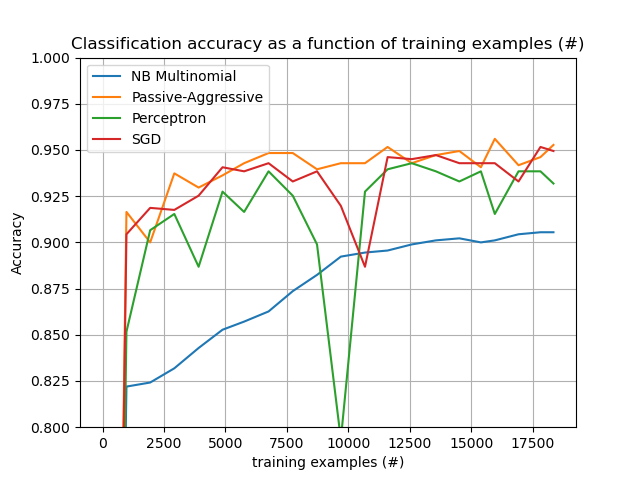 Classification accuracy as a function of training examples (#)
1.000
0.975
0.950
0.925
0.900
0.875
0.850
0.825
0.800
Accuracy
NB Multinomial
Passive-Aggressive
Perceptron
SGD
0 2500 5000 7500 10000 12500 15000 17500
training examples (#)